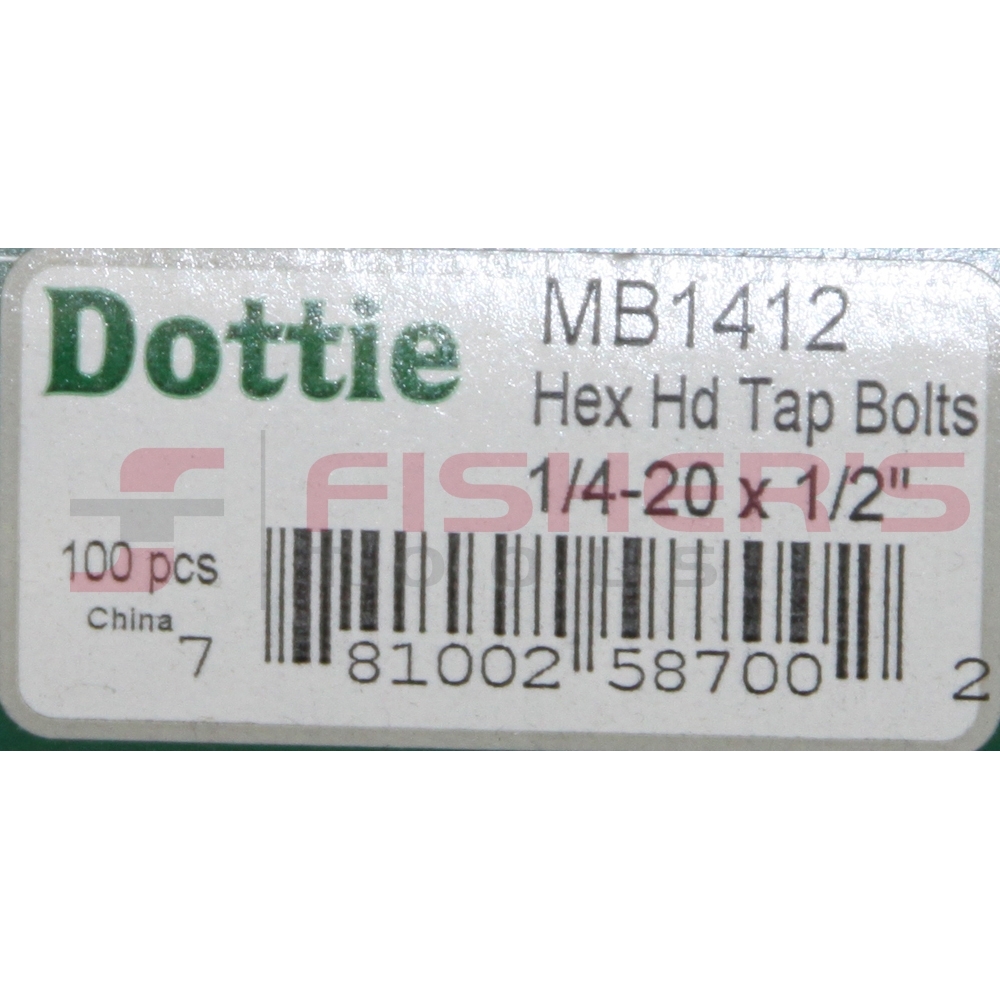 Dottie
MB1412
Hex Hd Tap Bolts
1/4-20 x 1/2"
FISHER'S
TOOLS
100 pcs
China
7 81002 58700 2